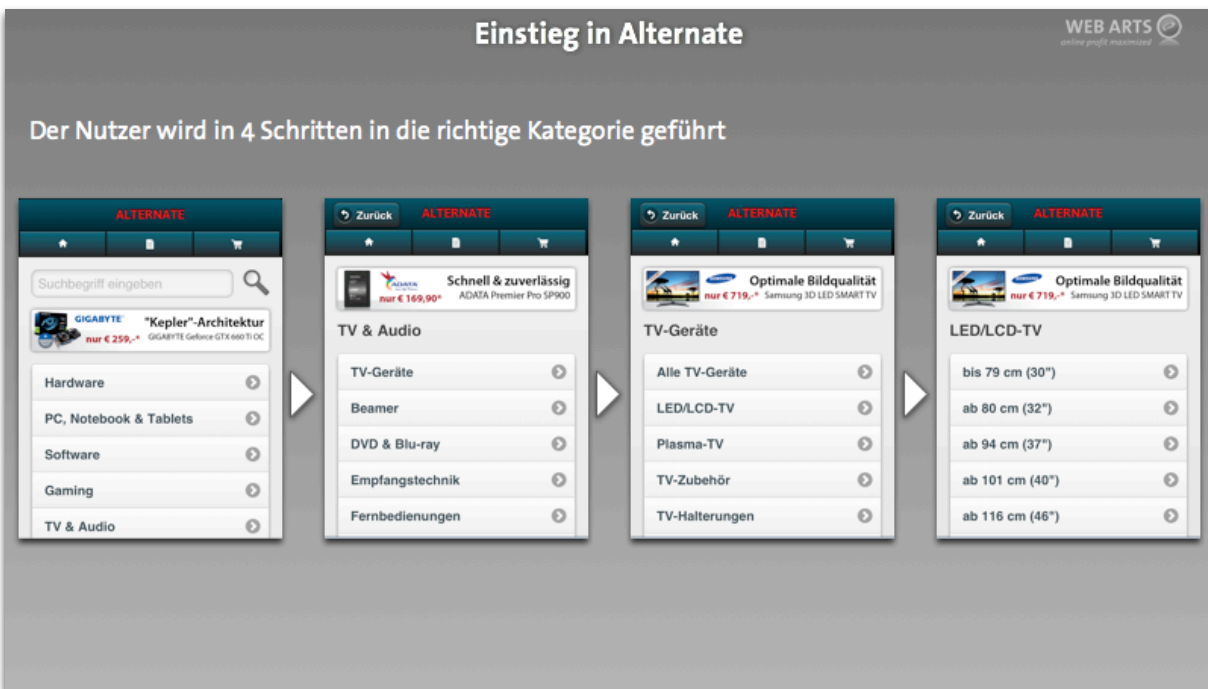 Einstieg in Alternate
WEB ARTS
online profit maximized
Der Nutzer wird in 4 Schritten in die richtige Kategorie geführt
ALTERNATE
Suchbegriff eingeben
GIGABYTE
"Kepler"-Architektur
nur € 259,-*
GIGABYTE Geforce GTX 660 Ti OC
Hardware
PC, Notebook & Tablets
Software
Gaming
TV & Audio
Zurück
ALTERNATE
ADATA
Schnell & zuverlässig
nur € 169,90*
ADATA Premier Pro SP900
TV & Audio
TV-Geräte
Beamer
DVD & Blu-ray
Empfangstechnik
Fernbedienungen
Zurück
ALTERNATE
SAMSUNG
Optimale Bildqualität
nur € 719,-*
Samsung 3D LED SMART TV
TV-Geräte
Alle TV-Geräte
LED/LCD-TV
Plasma-TV
TV-Zubehör
TV-Halterungen
Zurück
ALTERNATE
SAMSUNG
Optimale Bildqualität
nur € 719,-*
Samsung 3D LED SMART TV
LED/LCD-TV
bis 79 cm (30")
ab 80 cm (32")
ab 94 cm (37")
ab 101 cm (40")
ab 116 cm (46")